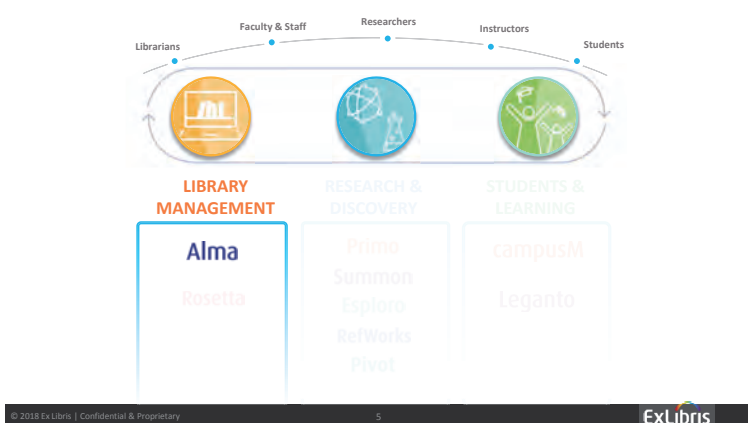 Librarians
Faculty & Staff
Researchers
Instructors
Students
LIBRARY
MANAGEMENT
RESEARCH &
DISCOVERY
STUDENTS &
LEARNING
Alma
Rosetta
Primo
Summon
Esploro
RefWorks
Pivot
campusM
Leganto
© 2018 Ex Libris | Confidential & Proprietary
5
ExLibris